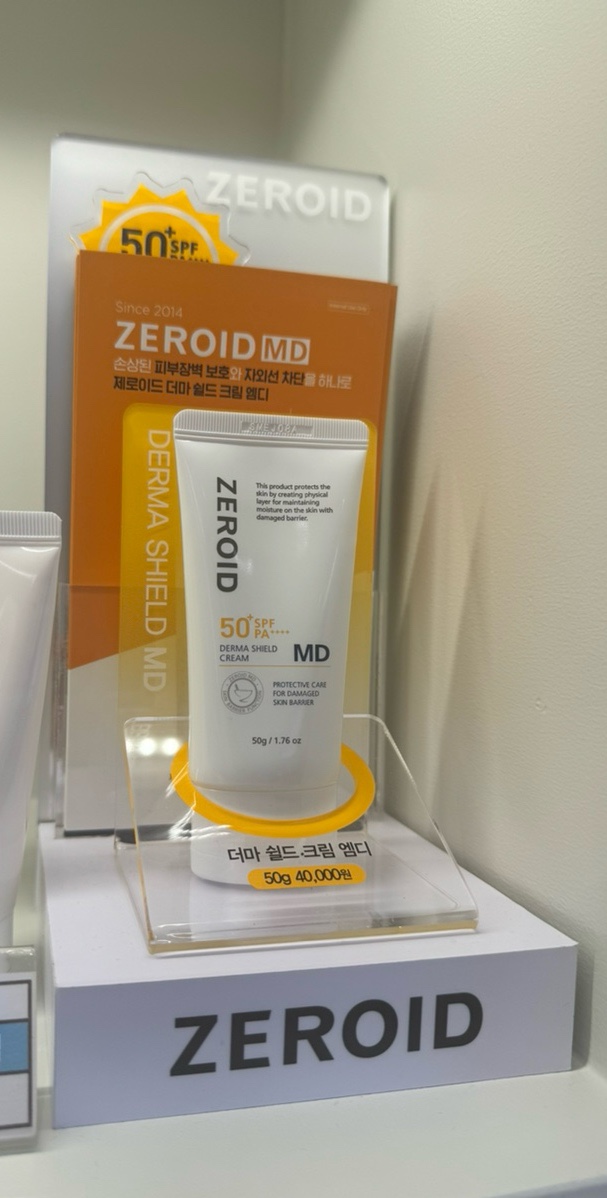 ZEROID
50+ SPF
Since 2014
ZEROID MD
손상된 피부장벽 보호와 자외선 차단을 하나로
제로이드 더마 쉴드 크림 엠디
DERMA SHIELD MD
ZEROID
This product protects the
skin by creating physical
layer for maintaining
moisture on the skin with
damaged barrier.
50+ SPF
PA++++
DERMA SHIELD
CREAM
MD
PROTECTIVE CARE
FOR DAMAGED
SKIN BARRIER
50g / 1.76 oz
더마 쉴드 크림 엠디
50g 40,000원
ZEROID